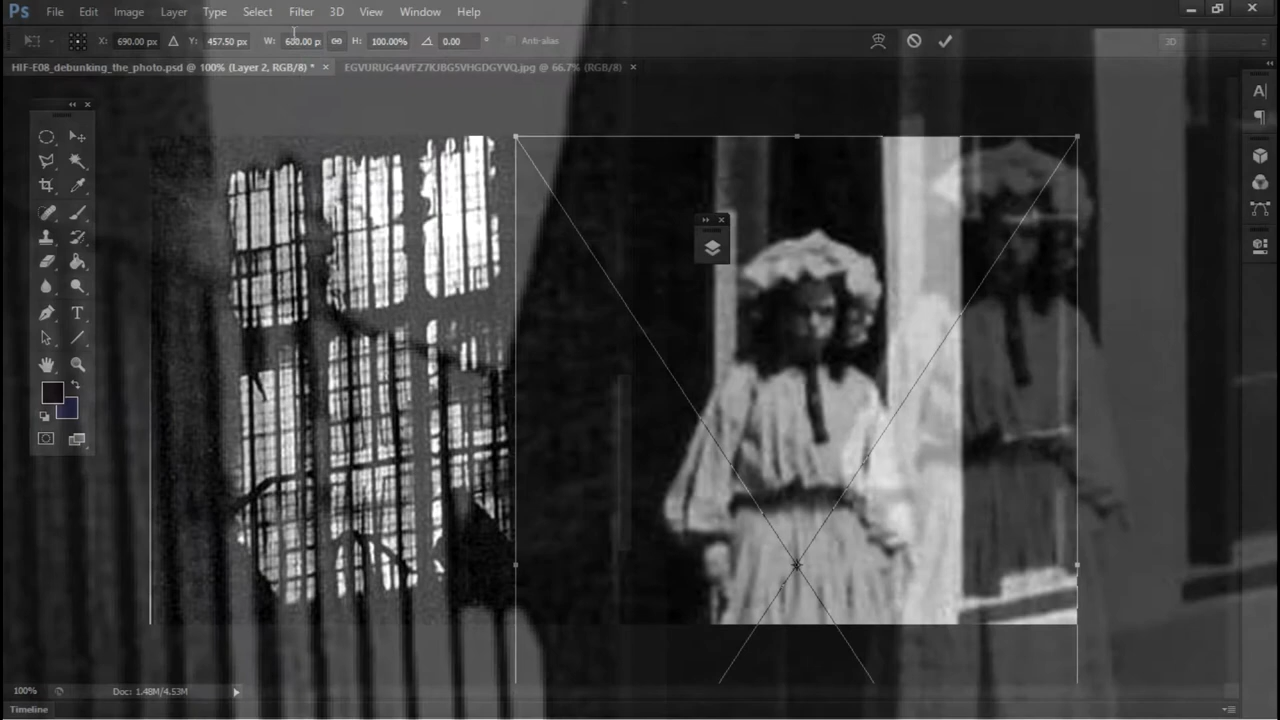 Ps File Edit Image Layer Type Select Filter 3D View Window Help
X: 690.00 px Y: 457.50 px W: 600.00 p H: 100.00% 0.00 ° Anti-alias 3D
HIF-E08_debunking_the_photo.psd @ 100% (Layer 2, RGB/8) * × EGVURUG44VFZ7KJBG5VHGDGYVQ.jpg @ 66.7% (RGB/8) ×
100% Doc: 1.48M/4.53M
Timeline